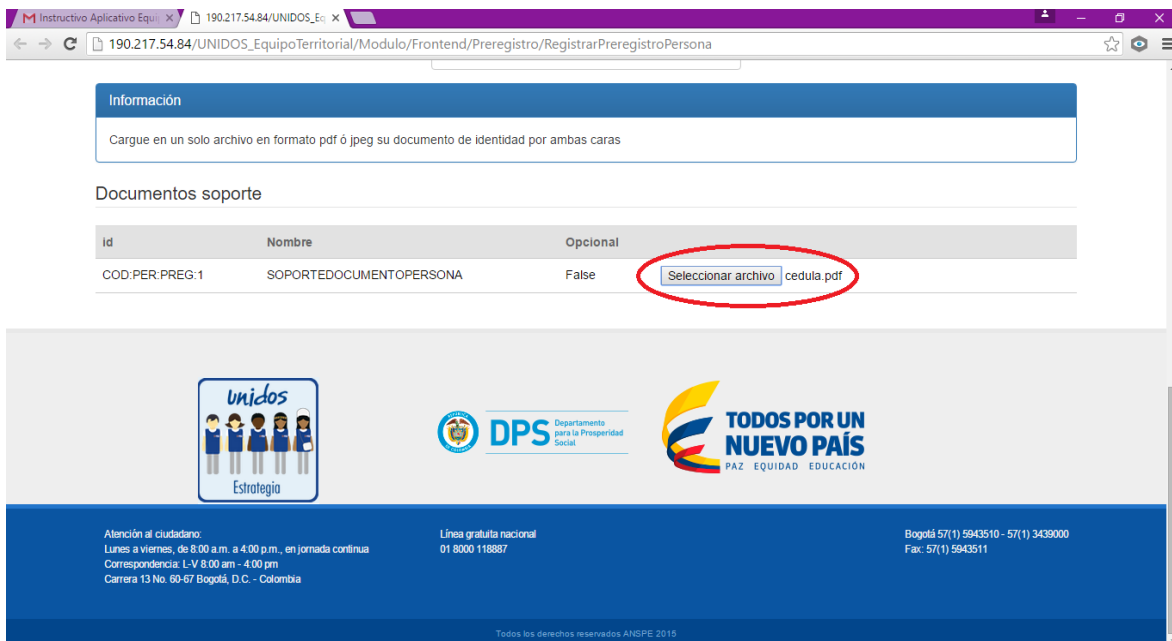 Instructivo Aplicativo Equip
190.217.54.84/UNIDOS_Eq
190.217.54.84/UNIDOS_EquipoTerritorial/Modulo/Frontend/Preregistro/RegistrarPreregistroPersona
Información
Cargue en un solo archivo en formato pdf ó jpeg su documento de identidad por ambas caras
Documentos soporte
id Nombre Opcional
COD:PER:PREG:1 SOPORTEDOCUMENTOPERSONA False Seleccionar archivo cedula.pdf
unidos
Estrategia
DPS Departamento
para la Prosperidad
Social
TODOS POR UN
NUEVO PAÍS
PAZ EQUIDAD EDUCACIÓN
Atención al ciudadano:
Lunes a viernes, de 8:00 a.m. a 4:00 p.m., en jornada continua
Correspondencia: L-V 8:00 am - 4:00 pm
Carrera 13 No. 60-67 Bogotá, D.C. - Colombia
Línea gratuita nacional
01 8000 118887
Bogotá 57(1) 5943510 - 57(1) 3439000
Fax: 57(1) 5943511
Todos los derechos reservados ANSPE 2015